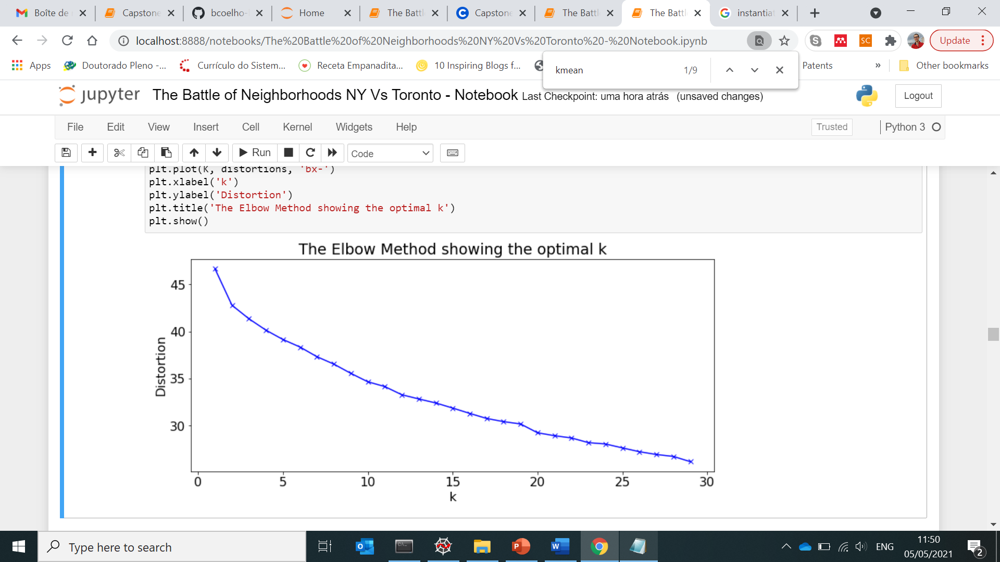 Boîte de
Capstone
bcoelho-
Home
The Battl
Capstone
The Battl
The Battl
instantiat
localhost:8888/notebooks/The%20Battle%20of%20Neighborhoods%20NY%20Vs%20Toronto%20-%20Notebook.ipynb
SC
Update
Apps
Doutorado Pleno -...
Currículo do Sistem...
Receta Empanadita...
10 Inspiring Blogs f...
Patents
»
Other bookmarks
kmean
1/9
jupyter
The Battle of Neighborhoods NY Vs Toronto - Notebook Last Checkpoint: uma hora atrás (unsaved changes)
Logout
File Edit View Insert Cell Kernel Widgets Help
Trusted
Python 3
Run
Code
plt.plot(K, distortions, 'bx-')
plt.xlabel('k')
plt.ylabel('Distortion')
plt.title('The Elbow Method showing the optimal k')
plt.show()
The Elbow Method showing the optimal k
45
40
35
30
Distortion
0 5 10 15 20 25 30
k
Type here to search
ENG
11:50
05/05/2021
2